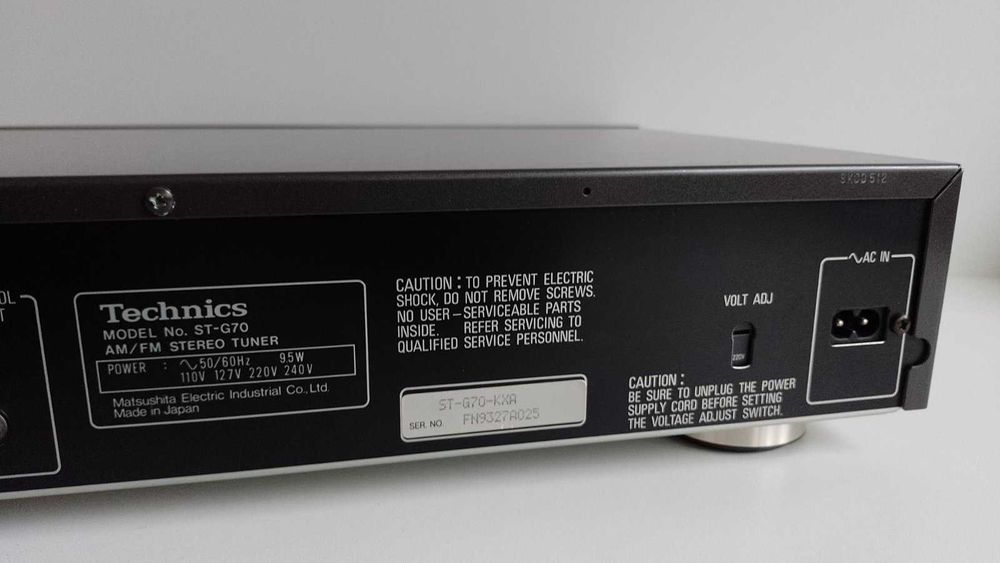 SKCD512
OL
T
Technics
MODEL No. ST-G70
AM/FM STEREO TUNER
POWER : ∿50/60Hz 9.5W
110V 127V 220V 240V
Matsushita Electric Industrial Co., Ltd.
Made in Japan
CAUTION : TO PREVENT ELECTRIC
SHOCK, DO NOT REMOVE SCREWS.
NO USER–SERVICEABLE PARTS
INSIDE. REFER SERVICING TO
QUALIFIED SERVICE PERSONNEL.
ST-G70-KXA
SER. NO. FN9327A025
VOLT ADJ
220V
CAUTION :
BE SURE TO UNPLUG THE POWER
SUPPLY CORD BEFORE SETTING
THE VOLTAGE ADJUST SWITCH.
∿AC IN